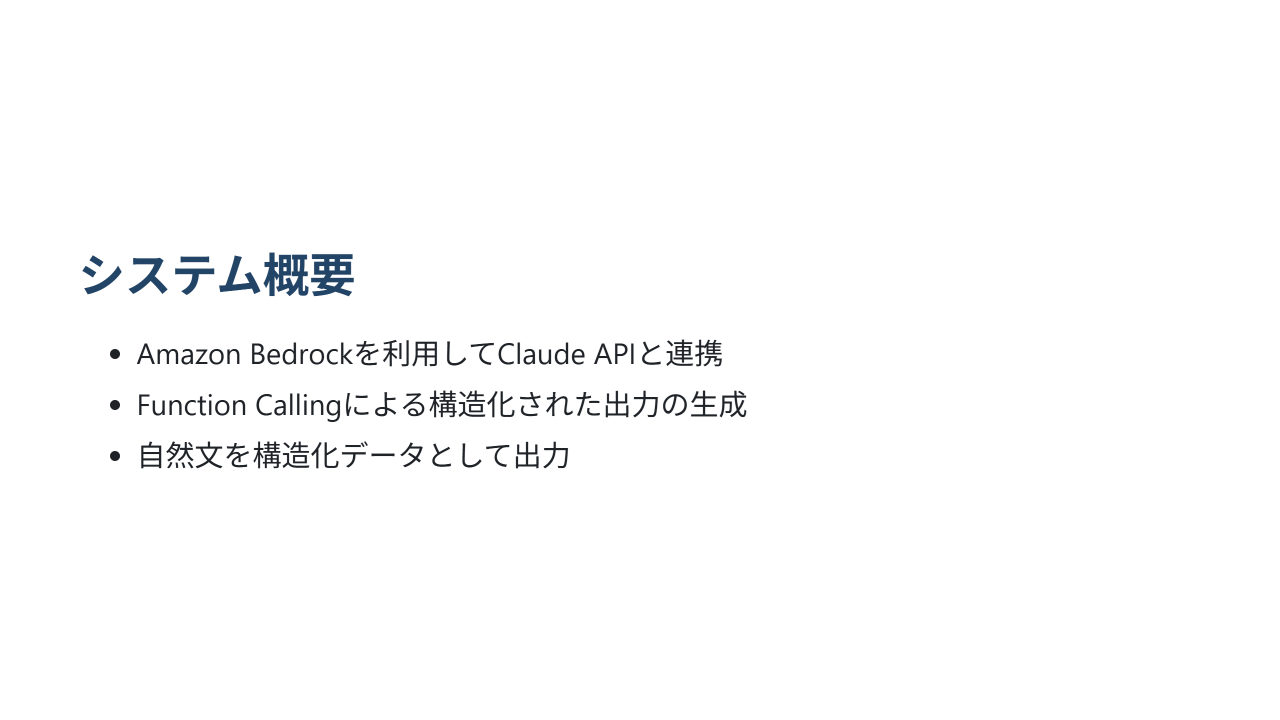 システム概要
Amazon Bedrockを利用してClaude APIと連携
Function Callingによる構造化された出力の生成
自然文を構造化データとして出力